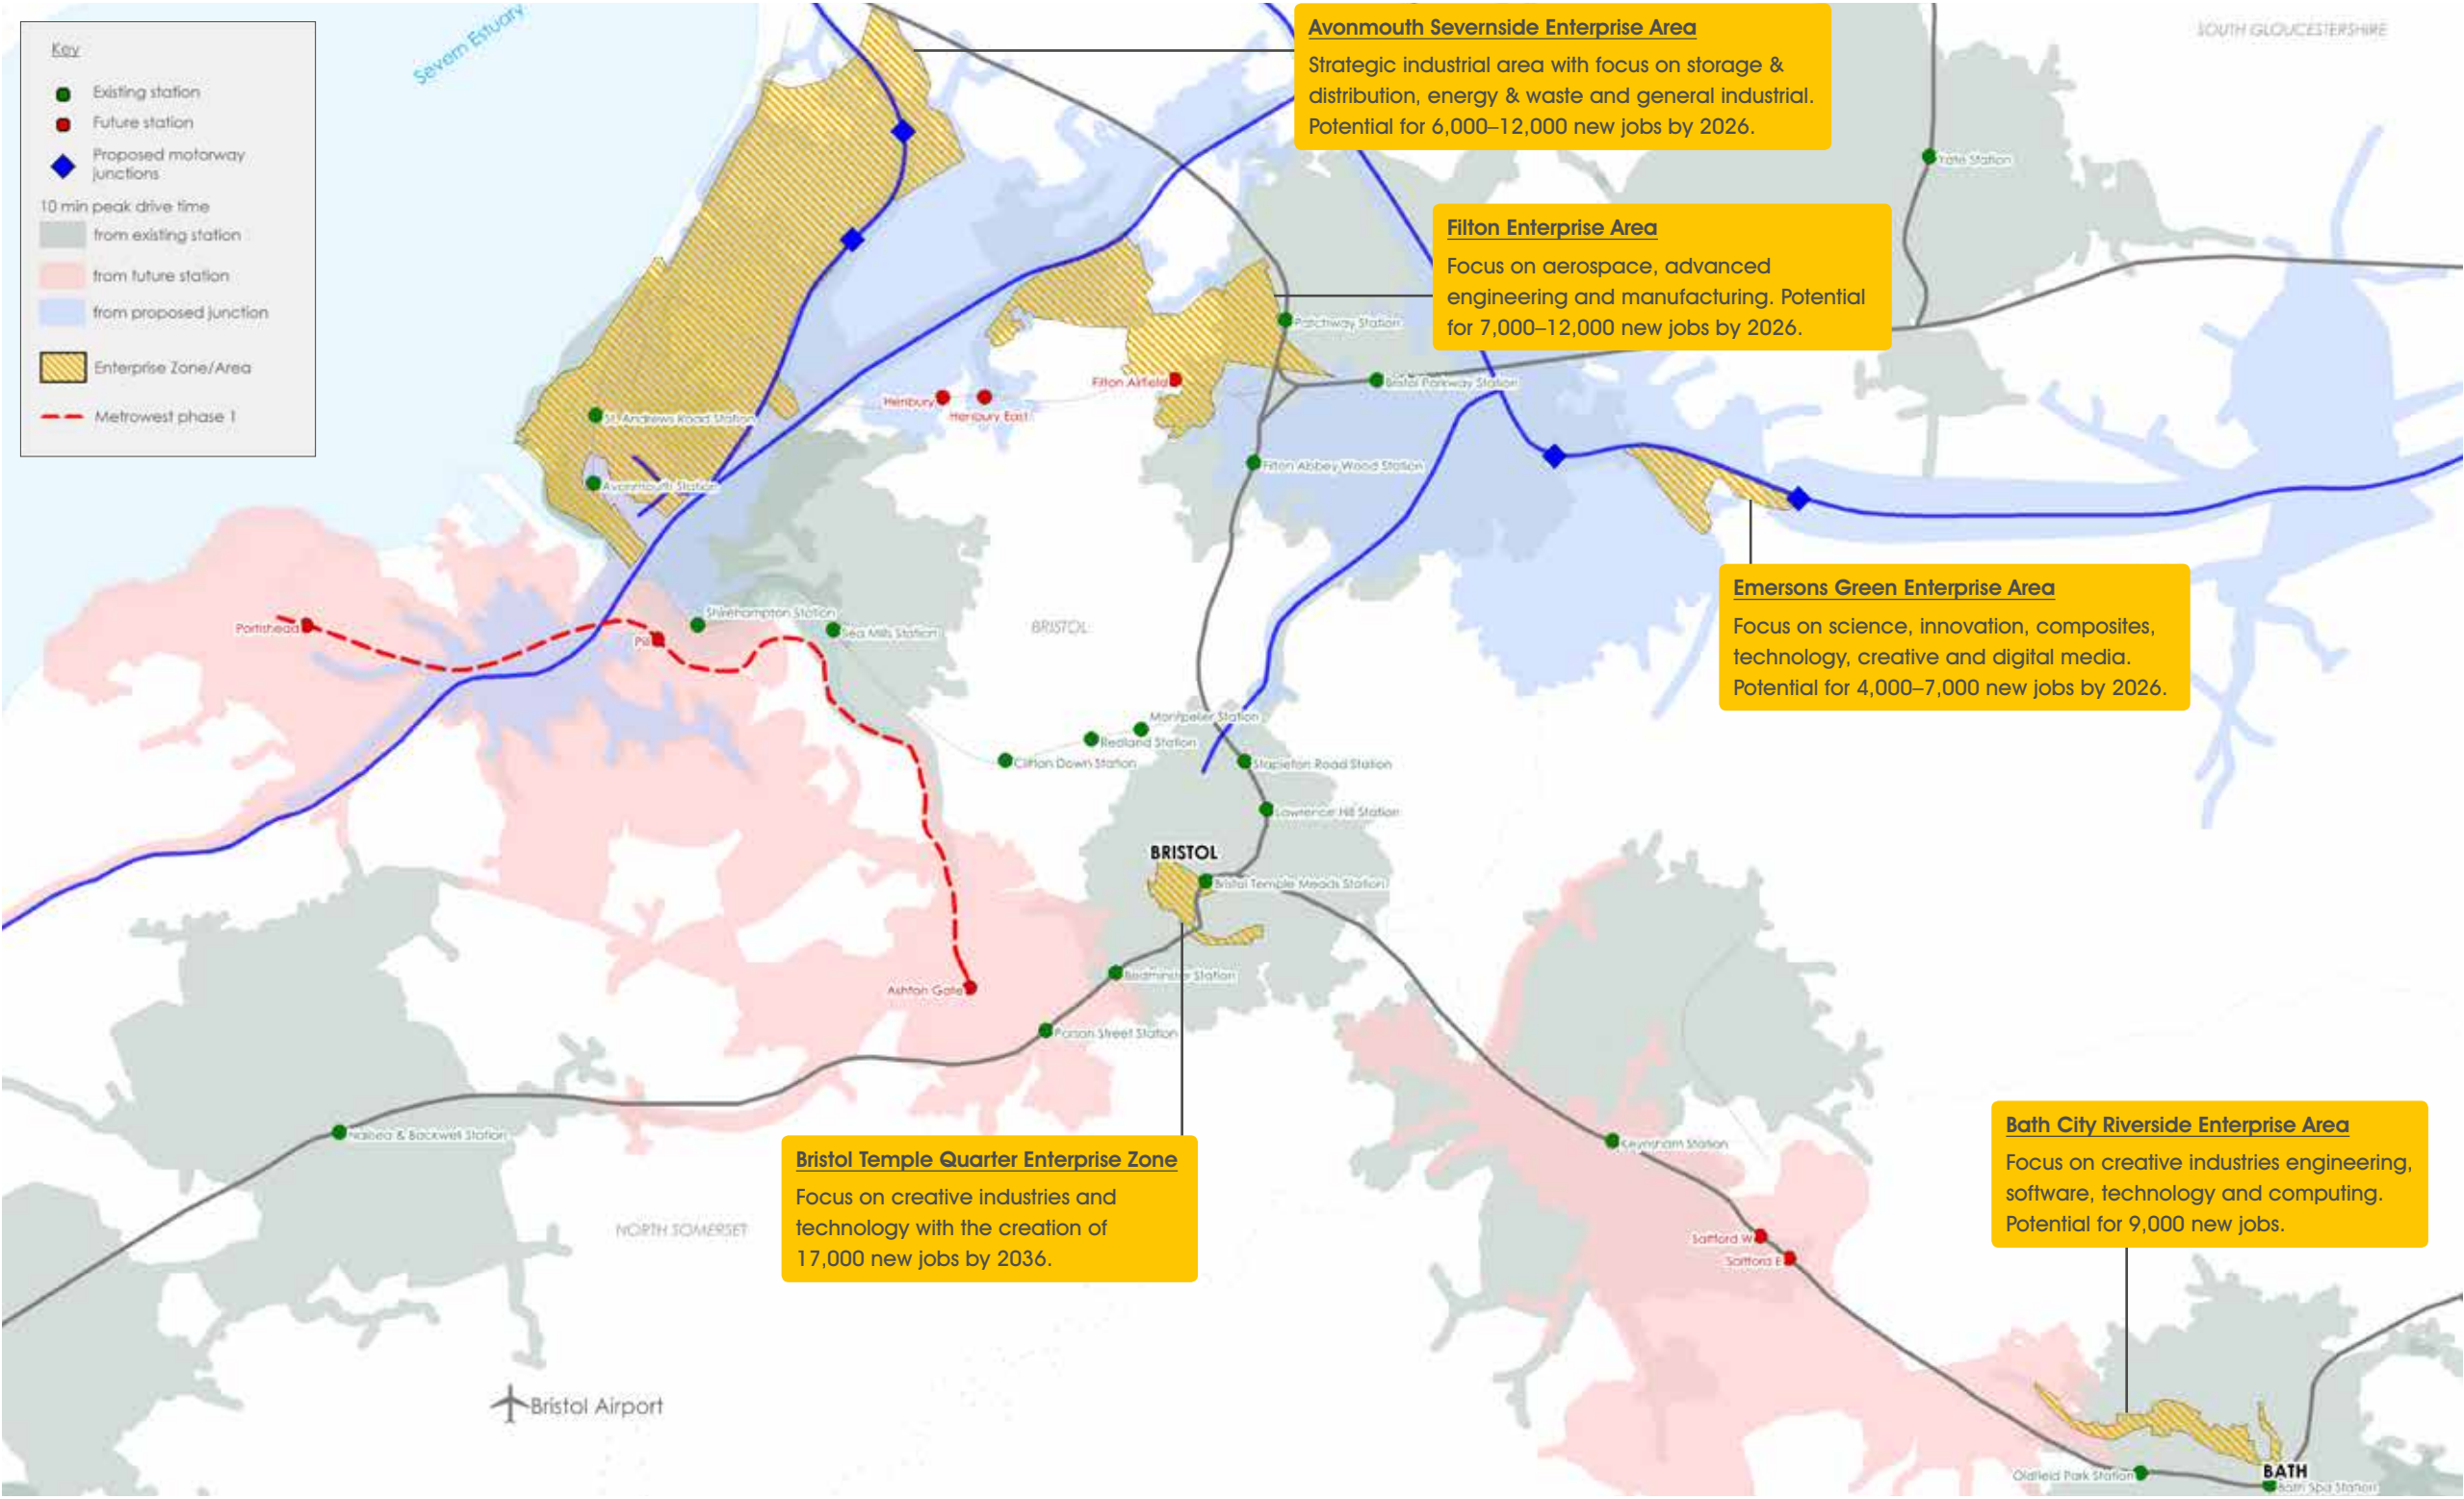 Key
Existing station
Future station
Proposed motorway
junctions
10 min peak drive time
from existing station
from future station
from proposed junction
Enterprise Zone/Area
Metrowest phase 1
Severn Estuary
Avonmouth Severnside Enterprise Area
Strategic industrial area with focus on storage &
distribution, energy & waste and general industrial.
Potential for 6,000–12,000 new jobs by 2026.
SOUTH GLOUCESTERSHIRE
Yate Station
Filton Enterprise Area
Focus on aerospace, advanced
engineering and manufacturing. Potential
for 7,000–12,000 new jobs by 2026.
Patchway Station
Filton Airfield
Bristol Parkway Station
Henbury
Henbury East
St. Andrews Road Station
Filton Abbey Wood Station
Avonmouth Station
Emersons Green Enterprise Area
Focus on science, innovation, composites,
technology, creative and digital media.
Potential for 4,000–7,000 new jobs by 2026.
Shirehampton Station
Portishead
Pill
Sea Mills Station
BRISTOL
Montpelier Station
Redland Station
Clifton Down Station
Stapleton Road Station
Lawrence Hill Station
BRISTOL
Bristol Temple Meads Station
Bedminster Station
Ashton Gate
Parson Street Station
Nailsea & Backwell Station
Keynsham Station
Bristol Temple Quarter Enterprise Zone
Focus on creative industries and
technology with the creation of
17,000 new jobs by 2036.
NORTH SOMERSET
Bath City Riverside Enterprise Area
Focus on creative industries engineering,
software, technology and computing.
Potential for 9,000 new jobs.
Saltford W
Saltford E
Bristol Airport
Oldfield Park Station
BATH
Bath Spa Station